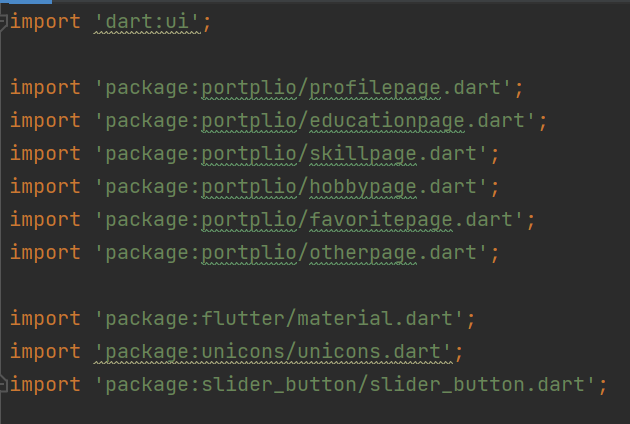 import 'dart:ui';
import 'package:portplio/profilepage.dart';
import 'package:portplio/educationpage.dart';
import 'package:portplio/skillpage.dart';
import 'package:portplio/hobbypage.dart';
import 'package:portplio/favoritepage.dart';
import 'package:portplio/otherpage.dart';
import 'package:flutter/material.dart';
import 'package:unicons/unicons.dart';
import 'package:slider_button/slider_button.dart';